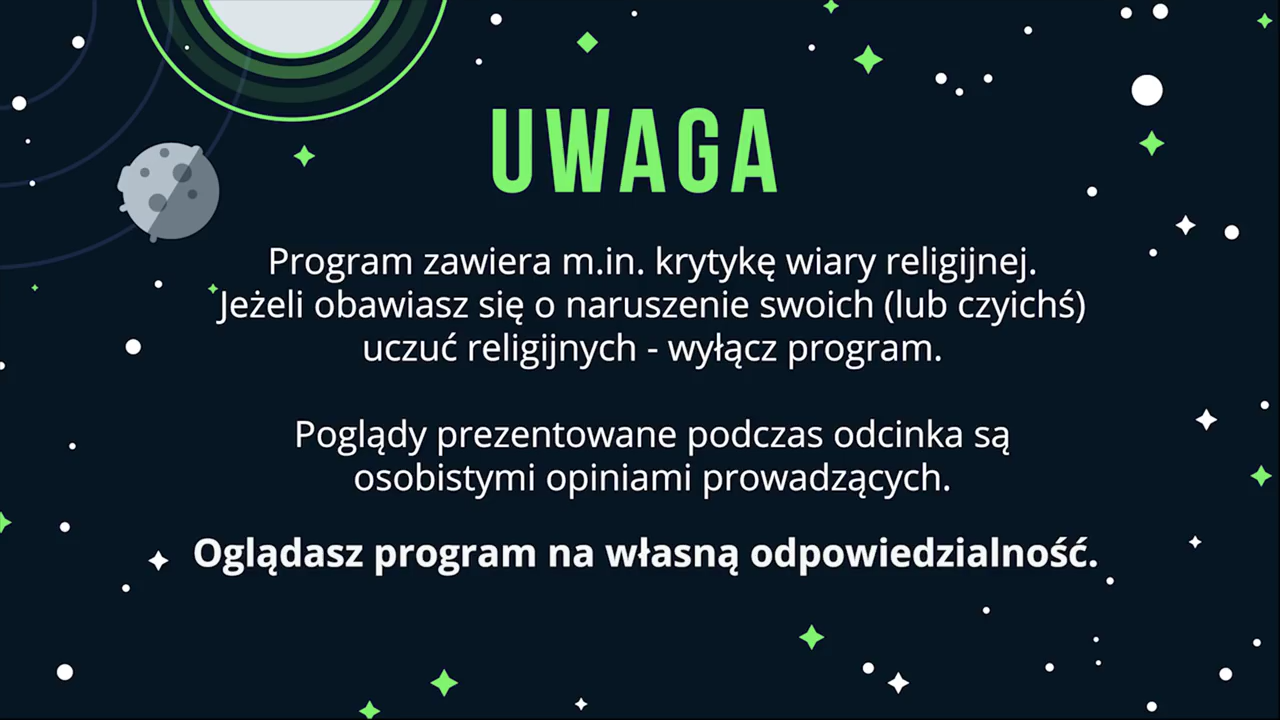 UWAGA
Program zawiera m.in. krytykę wiary religijnej.
Jeżeli obawiasz się o naruszenie swoich (lub czyichś)
uczuć religijnych - wyłącz program.
Poglądy prezentowane podczas odcinka są
osobistymi opiniami prowadzących.
Oglądasz program na własną odpowiedzialność.